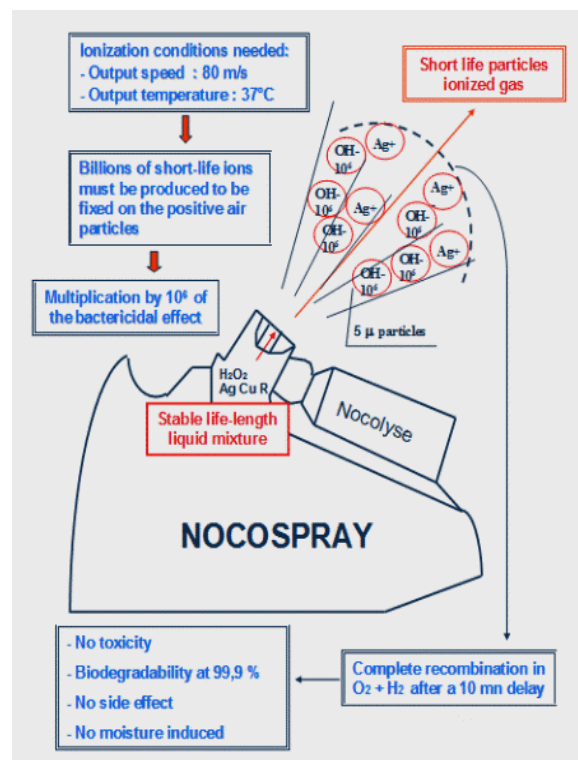 Ionization conditions needed:
- Output speed : 80 m/s
- Output temperature : 37°C
Short life particles
ionized gas
Billions of short-life ions
must be produced to be
fixed on the positive air
particles
Multiplication by 10⁶ of
the bactericidal effect
OH-
10⁶
Ag+
OH-
10⁶
Ag+
OH-
10⁶
Ag+
OH-
10⁶
OH-
10⁶
OH-
10⁶
Ag+
5 µ particles
H₂O₂
Ag Cu R
Stable life-length
liquid mixture
Nocolyse
NOCOSPRAY
- No toxicity
- Biodegradability at 99,9 %
- No side effect
- No moisture induced
Complete recombination in
O₂ + H₂ after a 10 mn delay